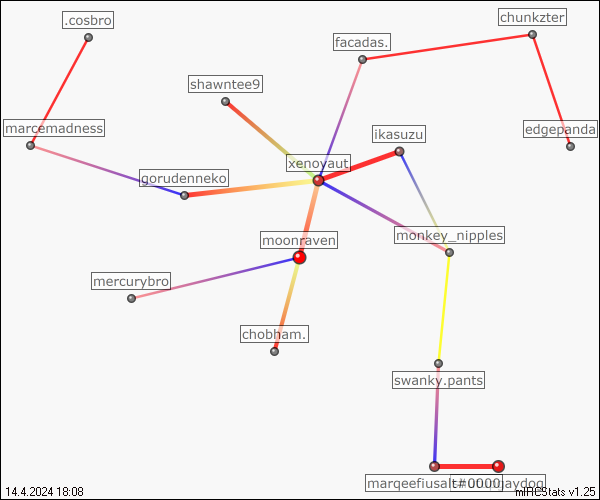 chunkzter
.cosbro
facadas.
shawntee9
marcemadness
ikasuzu
edgepanda
xenoyaut
gorudenneko
moonraven
monkey_nipples
mercurybro
chobham.
swanky.pants
marqeefiusalt#0000
14.4.2024 18:08
mIRCStats v1.25